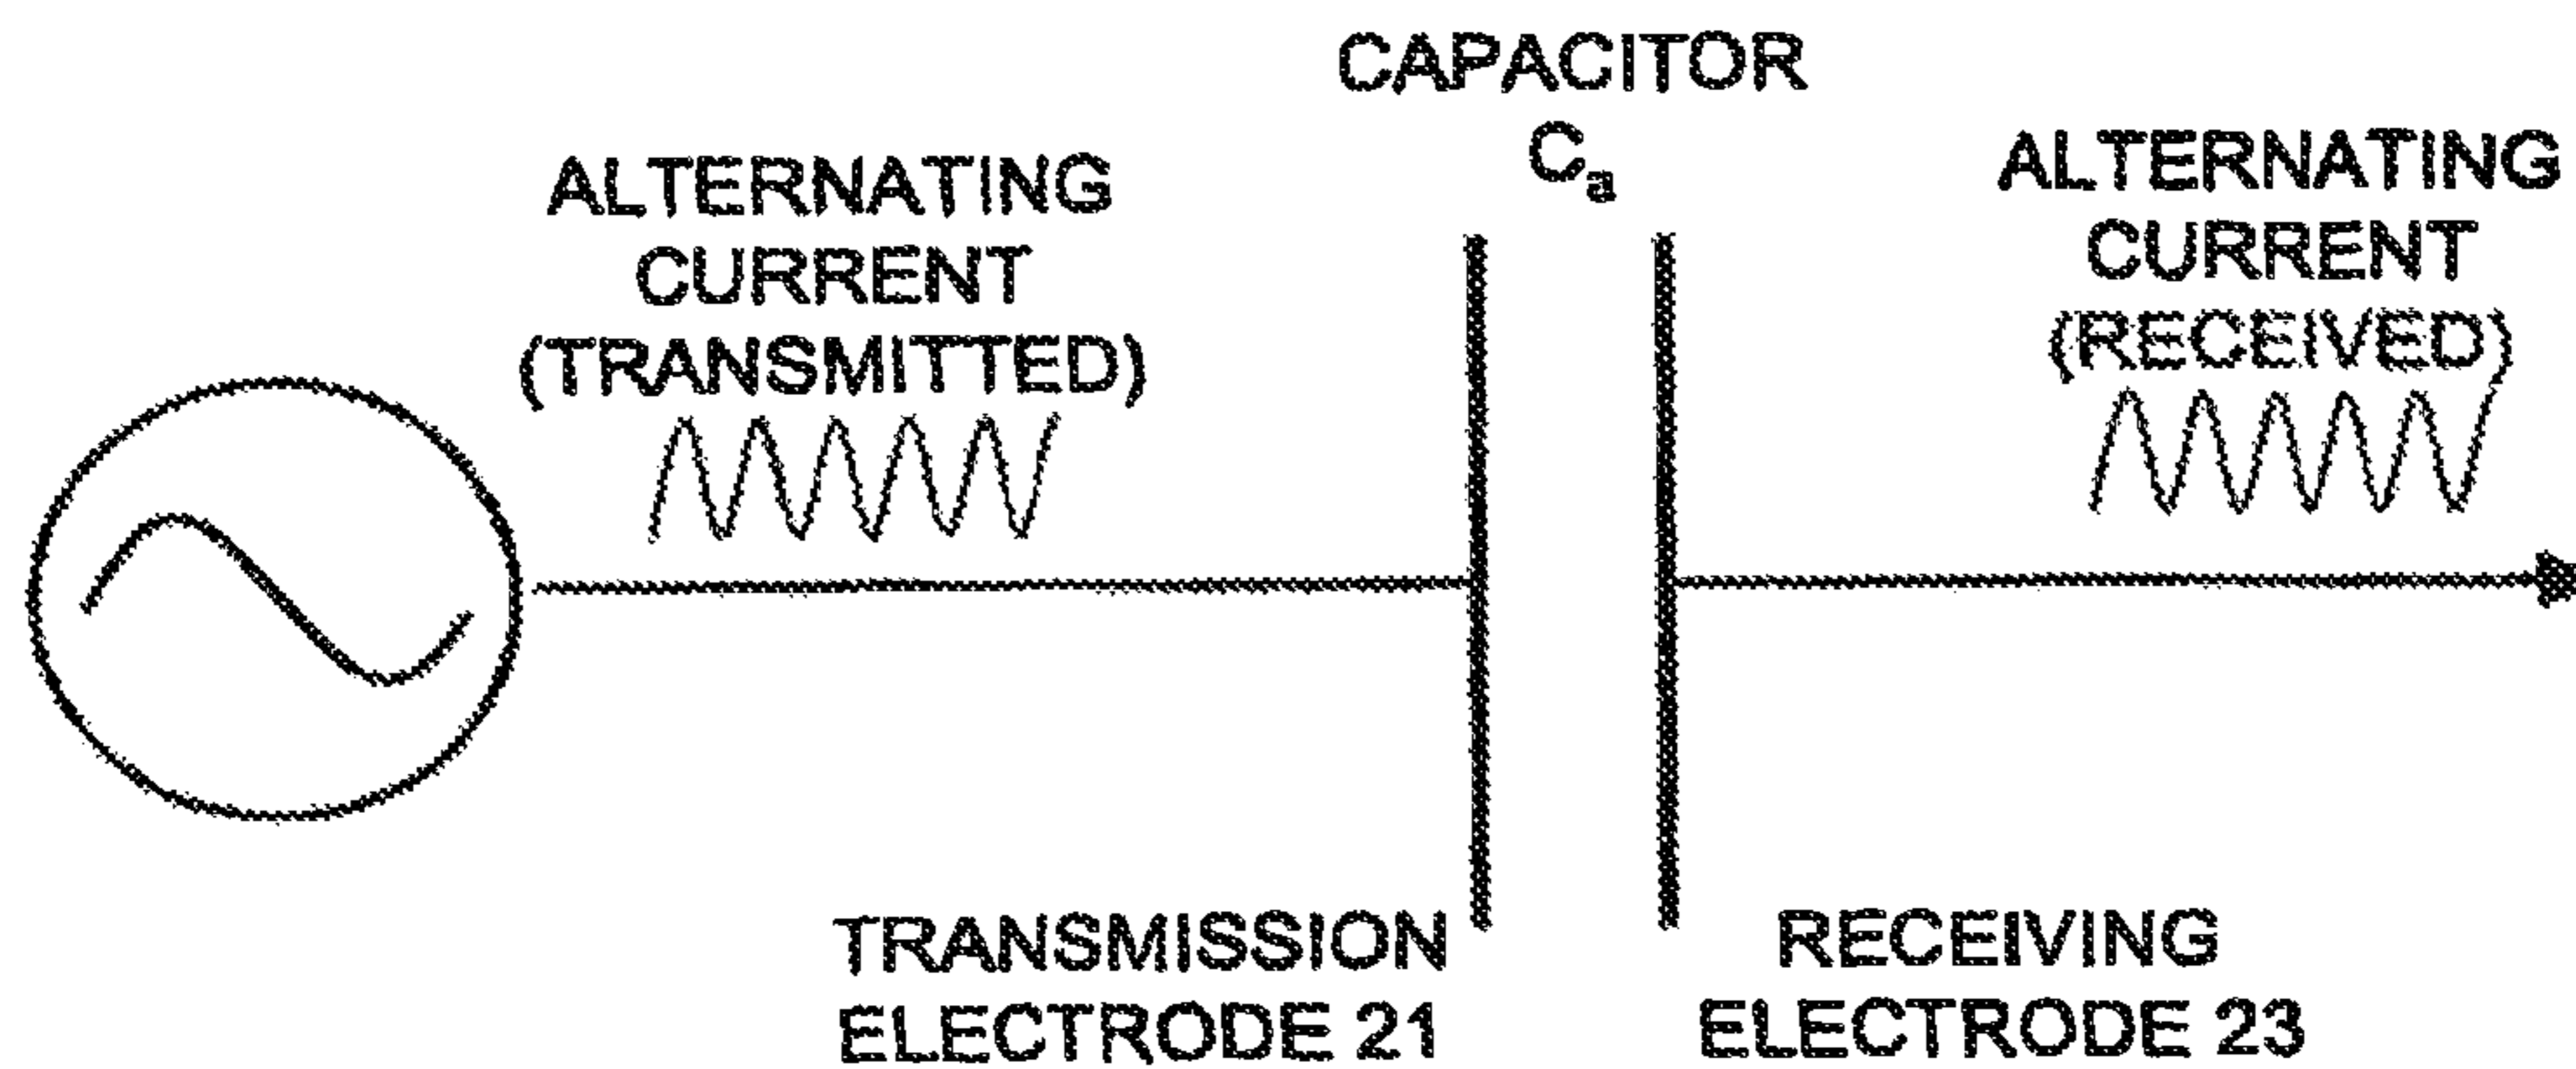 CAPACITOR
Cₐ
ALTERNATING
CURRENT
(TRANSMITTED)
ALTERNATING
CURRENT
(RECEIVED)
TRANSMISSION
ELECTRODE 21
RECEIVING
ELECTRODE 23